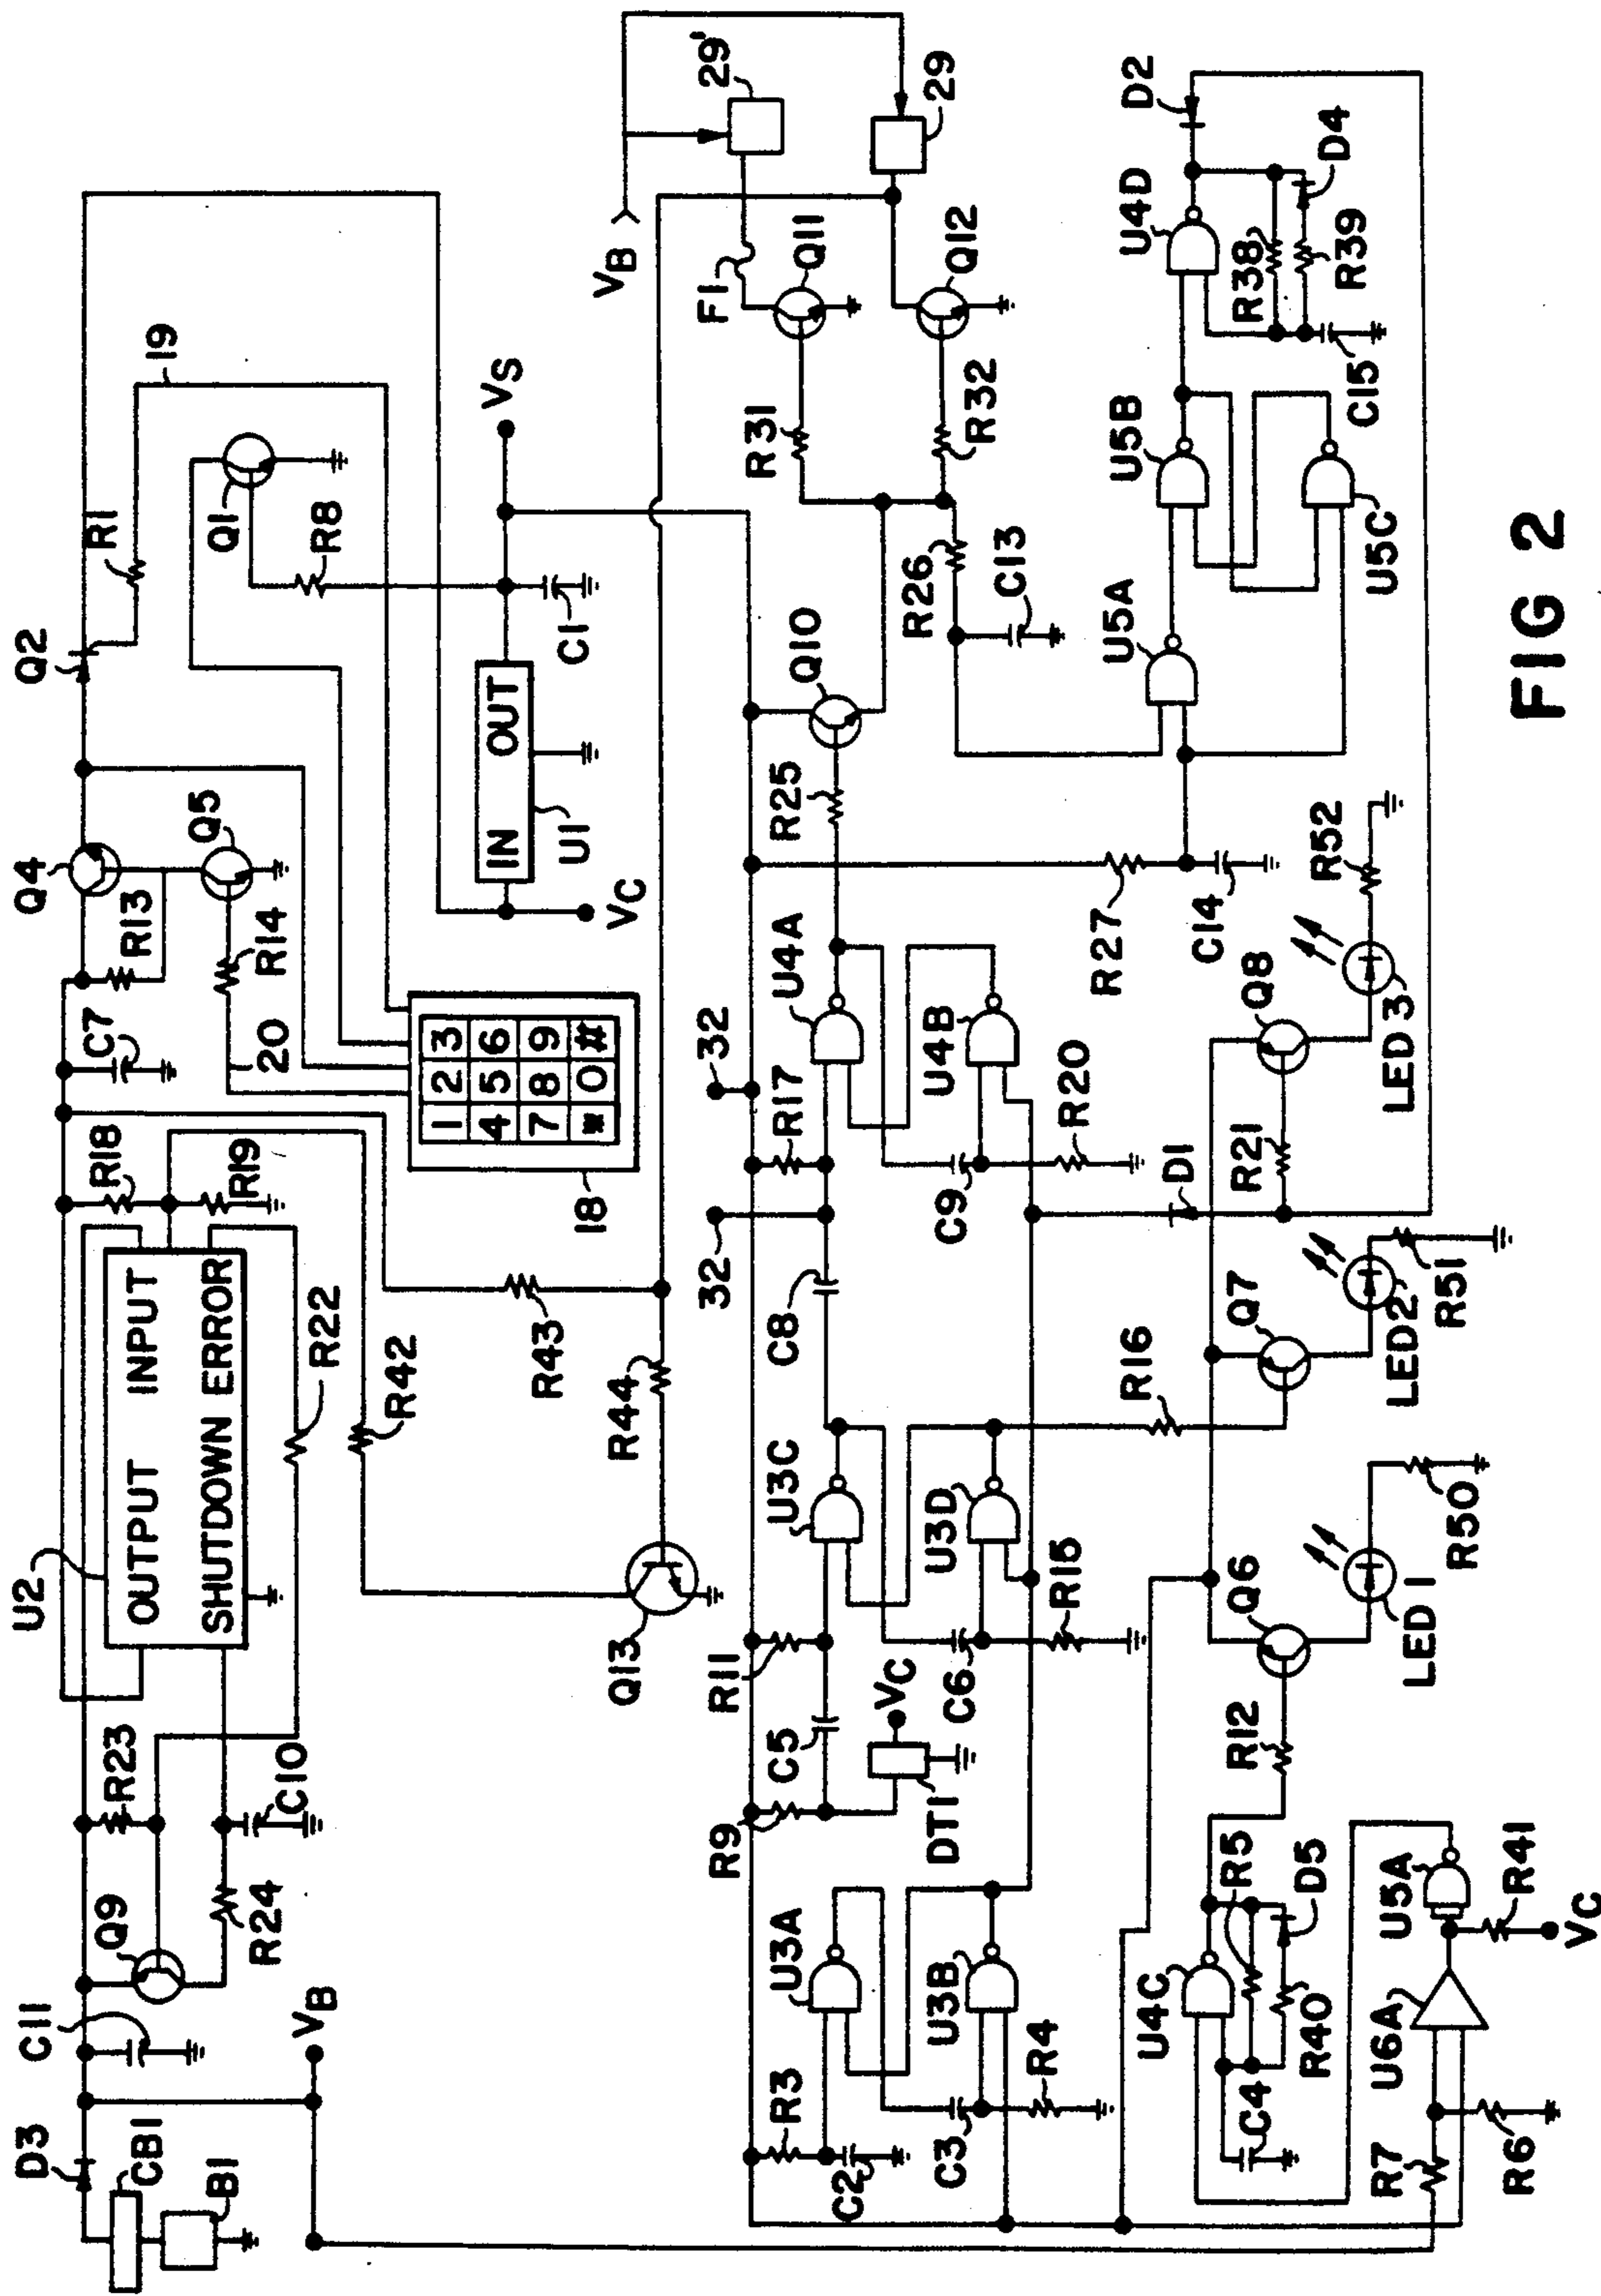 D3
C11
Q9
R23
U2
R18
C7
Q4
Q2
R1
19
CB1
B1
VB
R24
C10
OUTPUT INPUT
SHUTDOWN ERROR
R19
20
R13
R14
Q5
Q1
R8
R22
R42
18
1 2 3
4 5 6
7 8 9
* 0 #
VC
IN OUT
U1
C1
VS
VB
F1
29'
29
Q13
R44
R43
32
32
R9
C5
R11
U3C
C8
R17
U4A
R25
Q10
R31
Q11
R3
U3A
DT1
VC
R26
R32
Q12
C2
C3
U3B
R4
C6
U3D
R15
C9
U4B
R20
R27
C14
C13
U5A
U5B
U5C
U4D
D2
R38
R39
D4
C15
U4C
R5
R12
Q6
R16
Q7
D1
R21
Q8
R52
C4
R40
D5
LED1
R50
LED2
R51
LED 3
R7
R6
U6A
U5A
R41
VC
FIG 2